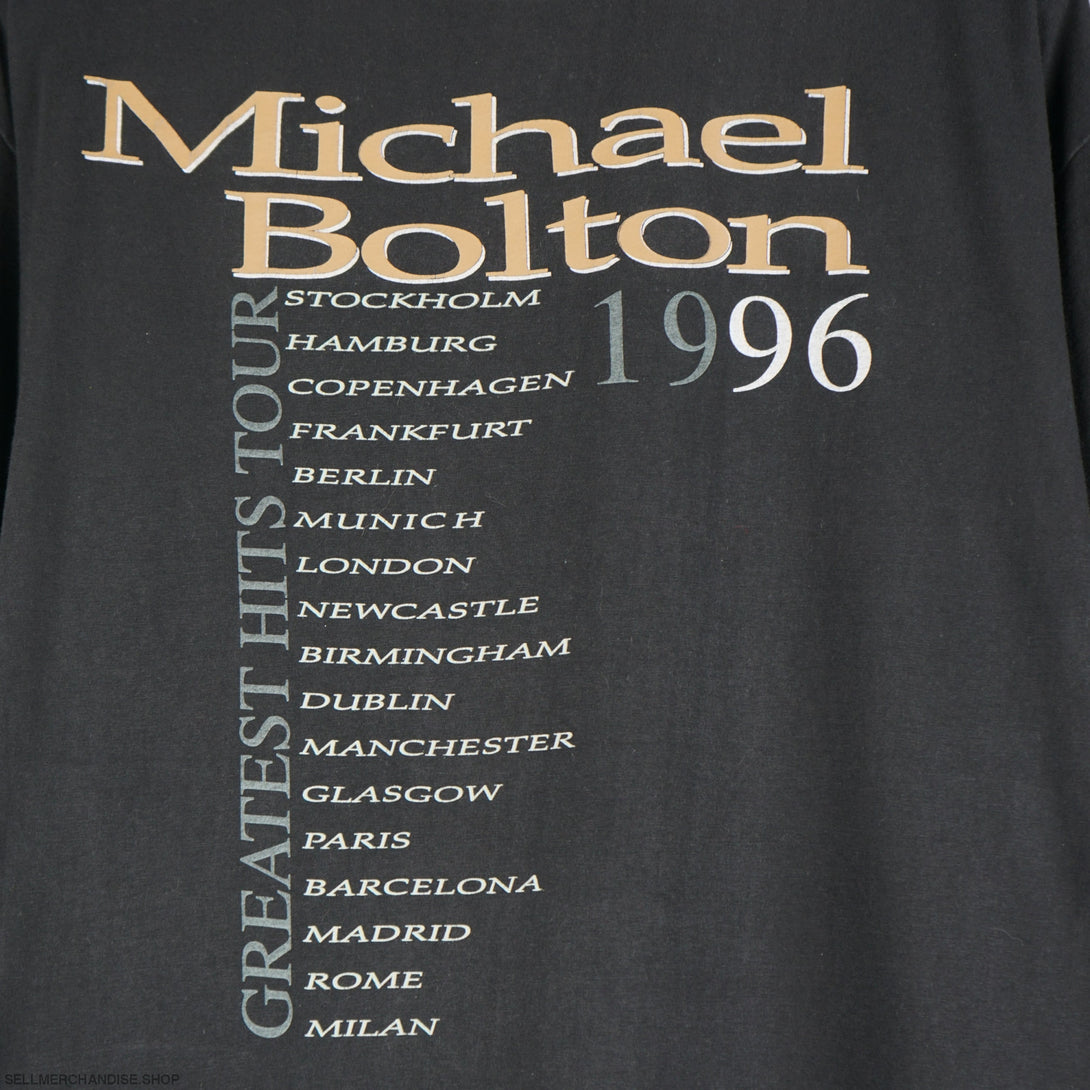 Michael
Bolton
1996
GREATEST HITS TOUR
STOCKHOLM
HAMBURG
COPENHAGEN
FRANKFURT
BERLIN
MUNICH
LONDON
NEWCASTLE
BIRMINGHAM
DUBLIN
MANCHESTER
GLASGOW
PARIS
BARCELONA
MADRID
ROME
MILAN
SELLMERCHANDISE.SHOP